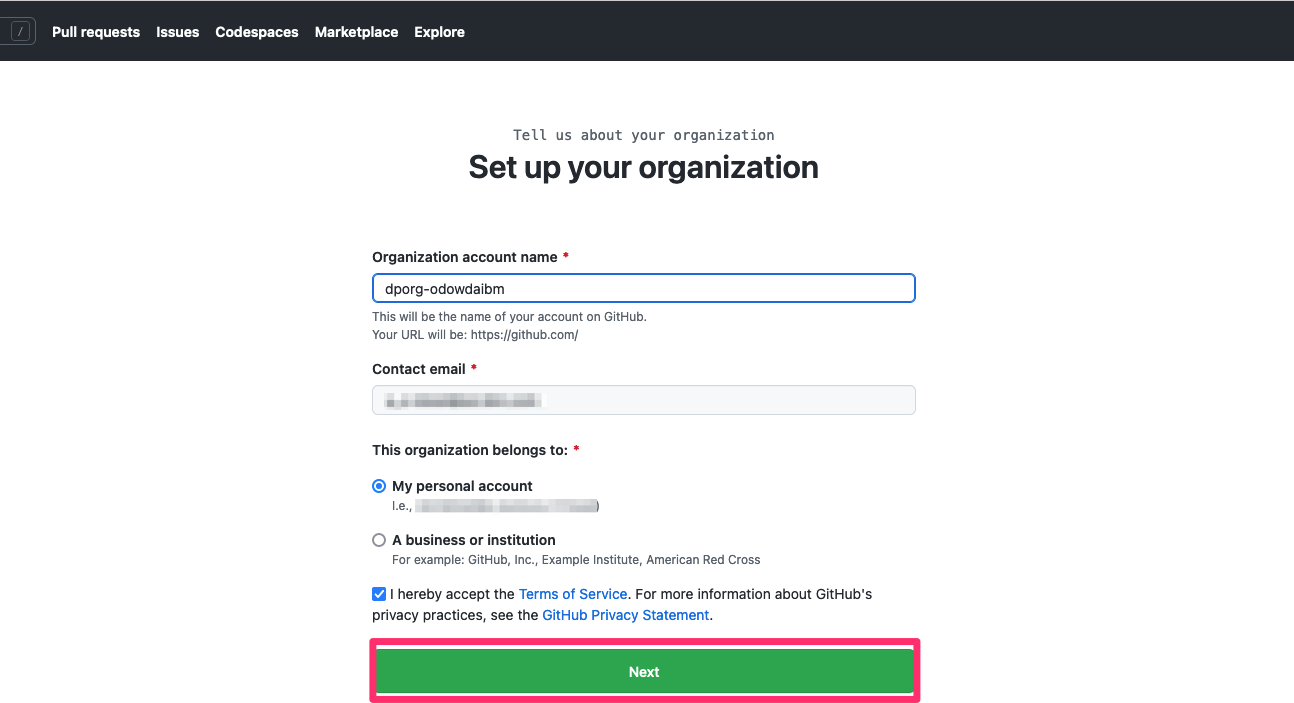 / Pull requests Issues Codespaces Marketplace Explore
Tell us about your organization
Set up your organization
Organization account name *
dporg-odowdaibm
This will be the name of your account on GitHub.
Your URL will be: https://github.com/
Contact email *
This organization belongs to: *
My personal account
I.e., )
A business or institution
For example: GitHub, Inc., Example Institute, American Red Cross
I hereby accept the Terms of Service. For more information about GitHub's
privacy practices, see the GitHub Privacy Statement.
Next